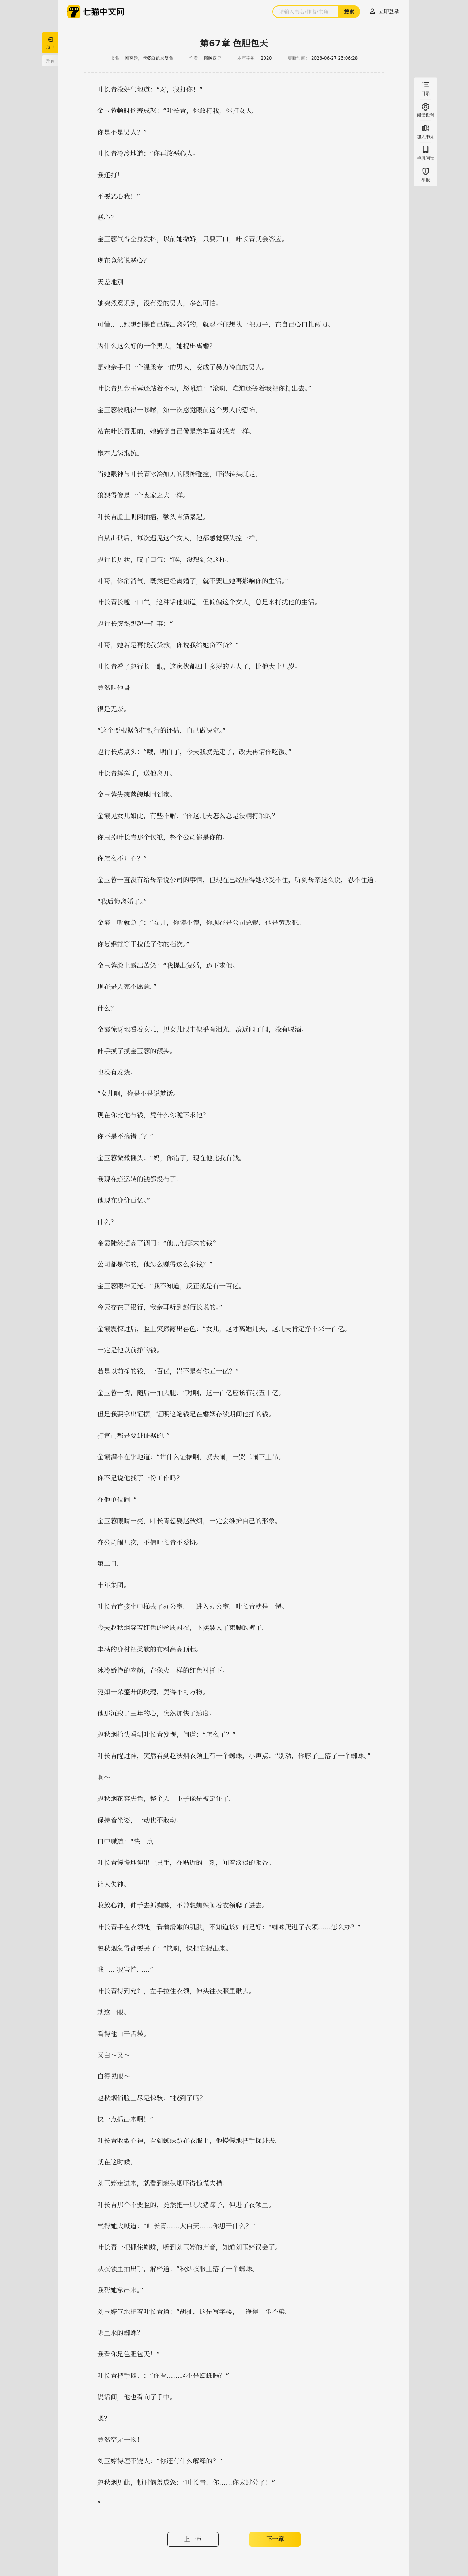 七猫中文网
请输入书名/作者/主角
搜索
立即登录
返回
书页
目录
阅读设置
加入书架
手机阅读
举报
第67章 色胆包天
2020
更新时间：
2023-06-27 23:06:28
叶长青没好气地道：“对，我打你！”
金玉蓉顿时恼羞成怒：“叶长青，你敢打我，你打女人。
你是不是男人？”
叶长青冷冷地道：“你再敢恶心人。
我还打！
不要恶心我！”
恶心？
金玉蓉气得全身发抖，以前她撒娇，只要开口，叶长青就会答应。
现在竟然说恶心？
天差地别！
她突然意识到，没有爱的男人，多么可怕。
可惜……她想到是自己提出离婚的，就忍不住想找一把刀子，在自己心口扎两刀。
为什么这么好的一个男人，她提出离婚？
是她亲手把一个温柔专一的男人，变成了暴力冷血的男人。
叶长青见金玉蓉还站着不动，怒吼道：“滚啊，难道还等着我把你打出去。”
金玉蓉被吼得一哆嗦，第一次感觉眼前这个男人的恐怖。
站在叶长青跟前，她感觉自己像是羔羊面对猛虎一样。
根本无法抵抗。
当她眼神与叶长青冰冷如刀的眼神碰撞，吓得转头就走。
狼狈得像是一个丧家之犬一样。
叶长青脸上肌肉抽搐，额头青筋暴起。
自从出狱后，每次遇见这个女人，他都感觉要失控一样。
赵行长见状，叹了口气：“唉，没想到会这样。
叶哥，你消消气，既然已经离婚了，就不要让她再影响你的生活。”
叶长青长嘘一口气，这种话他知道，但偏偏这个女人，总是来打扰他的生活。
赵行长突然想起一件事：“
叶哥，她若是再找我贷款，你说我给她贷不贷？”
叶长青看了赵行长一眼，这家伙都四十多岁的男人了，比他大十几岁。
竟然叫他哥。
很是无奈。
“这个要根据你们银行的评估，自己做决定。”
赵行长点点头：“哦，明白了，今天我就先走了，改天再请你吃饭。”
叶长青挥挥手，送他离开。
金玉蓉失魂落魄地回到家。
金霞见女儿如此，有些不解：“你这几天怎么总是没精打采的？
你甩掉叶长青那个包袱，整个公司都是你的。
你怎么不开心？”
金玉蓉一直没有给母亲说公司的事情，但现在已经压得她承受不住，听到母亲这么说，忍不住道：
“我后悔离婚了。”
金霞一听就急了：“女儿，你傻不傻，你现在是公司总裁，他是劳改犯。
你复婚就等于拉低了你的档次。”
金玉蓉脸上露出苦笑：“我提出复婚，跪下求他。
现在是人家不愿意。”
什么？
金霞惊讶地看着女儿，见女儿眼中似乎有泪光，凑近闻了闻，没有喝酒。
伸手摸了摸金玉蓉的额头。
也没有发烧。
“女儿啊，你是不是说梦话。
现在你比他有钱，凭什么你跪下求他？
你不是不搞错了？”
金玉蓉微微摇头：“妈，你错了，现在他比我有钱。
我现在连运转的钱都没有了。
他现在身价百亿。”
什么？
金霞陡然提高了调门：“他…他哪来的钱？
公司都是你的，他怎么赚得这么多钱？”
金玉蓉眼神无光：“我不知道，反正就是有一百亿。
今天存在了银行，我亲耳听到赵行长说的。”
金霞震惊过后，脸上突然露出喜色：“女儿，这才离婚几天，这几天肯定挣不来一百亿。
一定是他以前挣的钱。
若是以前挣的钱，一百亿，岂不是有你五十亿？”
金玉蓉一愣，随后一拍大腿：“对啊，这一百亿应该有我五十亿。
但是我要拿出证据，证明这笔钱是在婚姻存续期间他挣的钱。
打官司都是要讲证据的。”
金霞满不在乎地道：“讲什么证据啊，就去闹，一哭二闹三上吊。
你不是说他找了一份工作吗？
在他单位闹。”
金玉蓉眼睛一亮，叶长青想娶赵秋烟，一定会维护自己的形象。
在公司闹几次，不信叶长青不妥协。
第二日。
丰年集团。
叶长青直接坐电梯去了办公室，一进入办公室，叶长青就是一愣。
今天赵秋烟穿着红色的丝质衬衣，下摆装入了束腰的裤子。
丰满的身材把柔软的布料高高顶起。
冰冷娇艳的容颜，在像火一样的红色衬托下。
宛如一朵盛开的玫瑰，美得不可方物。
他那沉寂了三年的心，突然加快了速度。
赵秋烟抬头看到叶长青发愣，问道：“怎么了？”
叶长青醒过神，突然看到赵秋烟衣领上有一个蜘蛛，小声点：“别动，你脖子上落了一个蜘蛛。”
啊～
赵秋烟花容失色，整个人一下子像是被定住了。
保持着坐姿，一动也不敢动。
口中喊道：“快一点
叶长青慢慢地伸出一只手，在贴近的一刻，闻着淡淡的幽香。
让人失神。
收敛心神，伸手去抓蜘蛛，不曾想蜘蛛顺着衣领爬了进去。
叶长青手在衣领处，看着滑嫩的肌肤，不知道该如何是好：“蜘蛛爬进了衣领……怎么办？”
赵秋烟急得都要哭了：“快啊，快把它捉出来。
我……我害怕……”
叶长青得到允许，左手拉住衣领，伸头往衣服里瞅去。
就这一眼。
看得他口干舌燥。
又白～又～
白得晃眼～
赵秋烟俏脸上尽是惊骇：“找到了吗？
快一点抓出来啊！”
叶长青收敛心神，看到蜘蛛趴在衣服上，他慢慢地把手探进去。
就在这时候。
刘玉婷走进来，就看到赵秋烟吓得惊慌失措。
叶长青那个不要脸的，竟然把一只大猪蹄子，伸进了衣领里。
气得她大喊道：“叶长青……大白天……你想干什么？”
叶长青一把抓住蜘蛛，听到刘玉婷的声音，知道刘玉婷误会了。
从衣领里抽出手，解释道：“秋烟衣服上落了一个蜘蛛。
我帮她拿出来。”
刘玉婷气地指着叶长青道：“胡扯，这是写字楼，干净得一尘不染。
哪里来的蜘蛛？
我看你是色胆包天！”
叶长青把手摊开：“你看……这不是蜘蛛吗？”
说话间，他也看向了手中。
嗯？
竟然空无一物！
刘玉婷得理不饶人：“你还有什么解释的？”
赵秋烟见此，顿时恼羞成怒：“叶长青，你……你太过分了！”
”
上一章
下一章